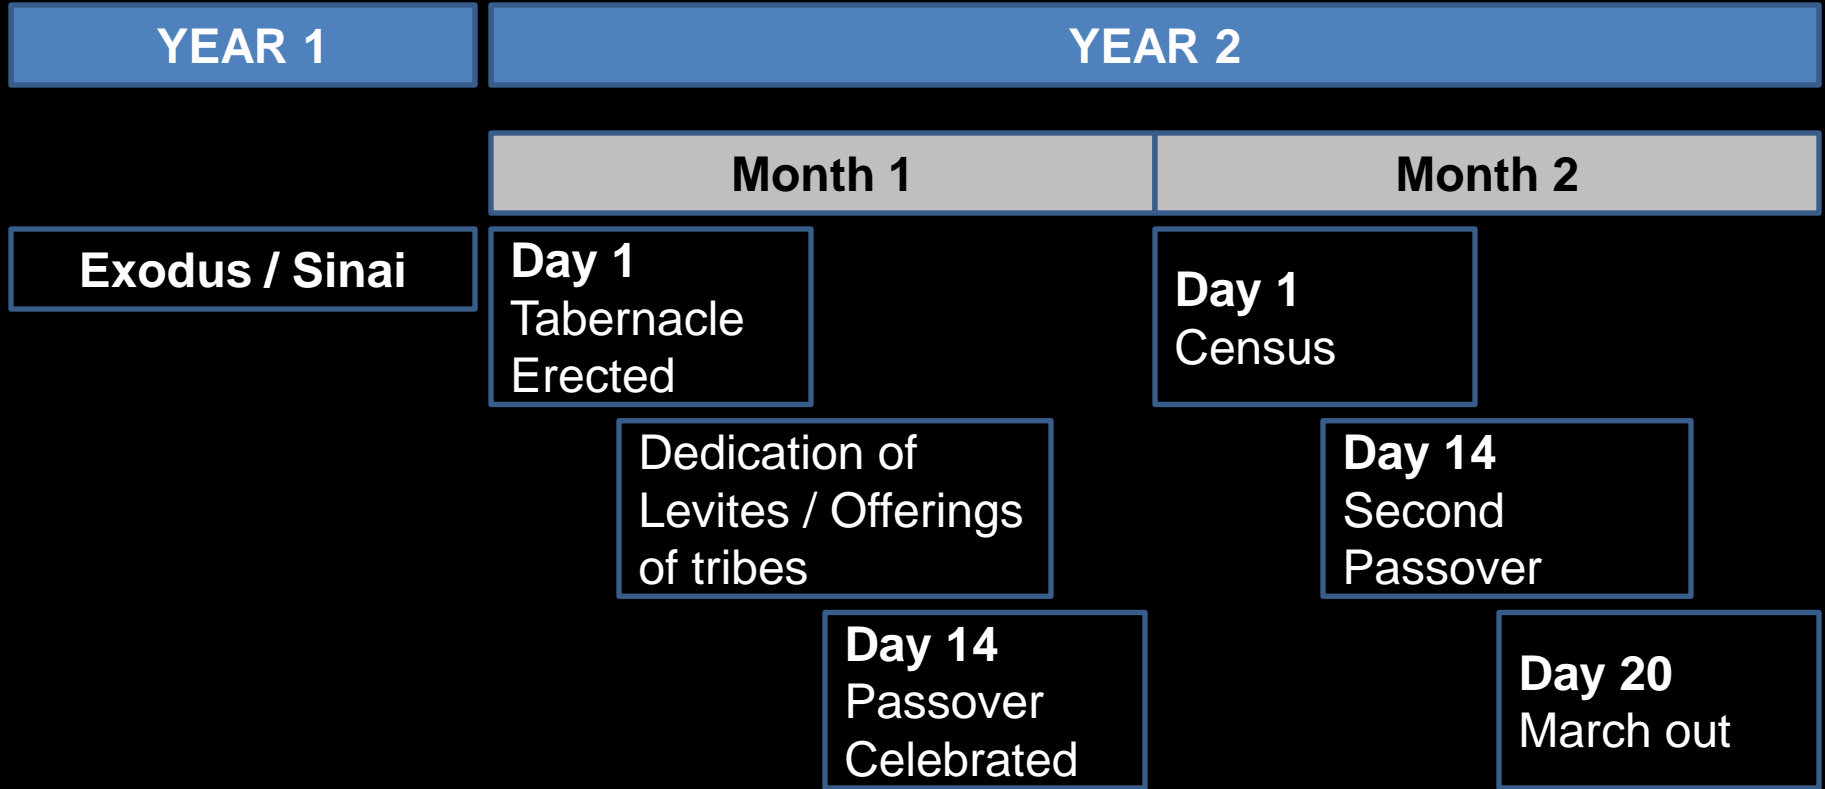 YEAR 1
YEAR 2
Month 1
Month 2
Exodus / Sinai
Day 1
Tabernacle
Erected
Day 1
Census
Dedication of
Levites / Offerings
of tribes
Day 14
Second
Passover
Day 14
Passover
Celebrated
Day 20
March out